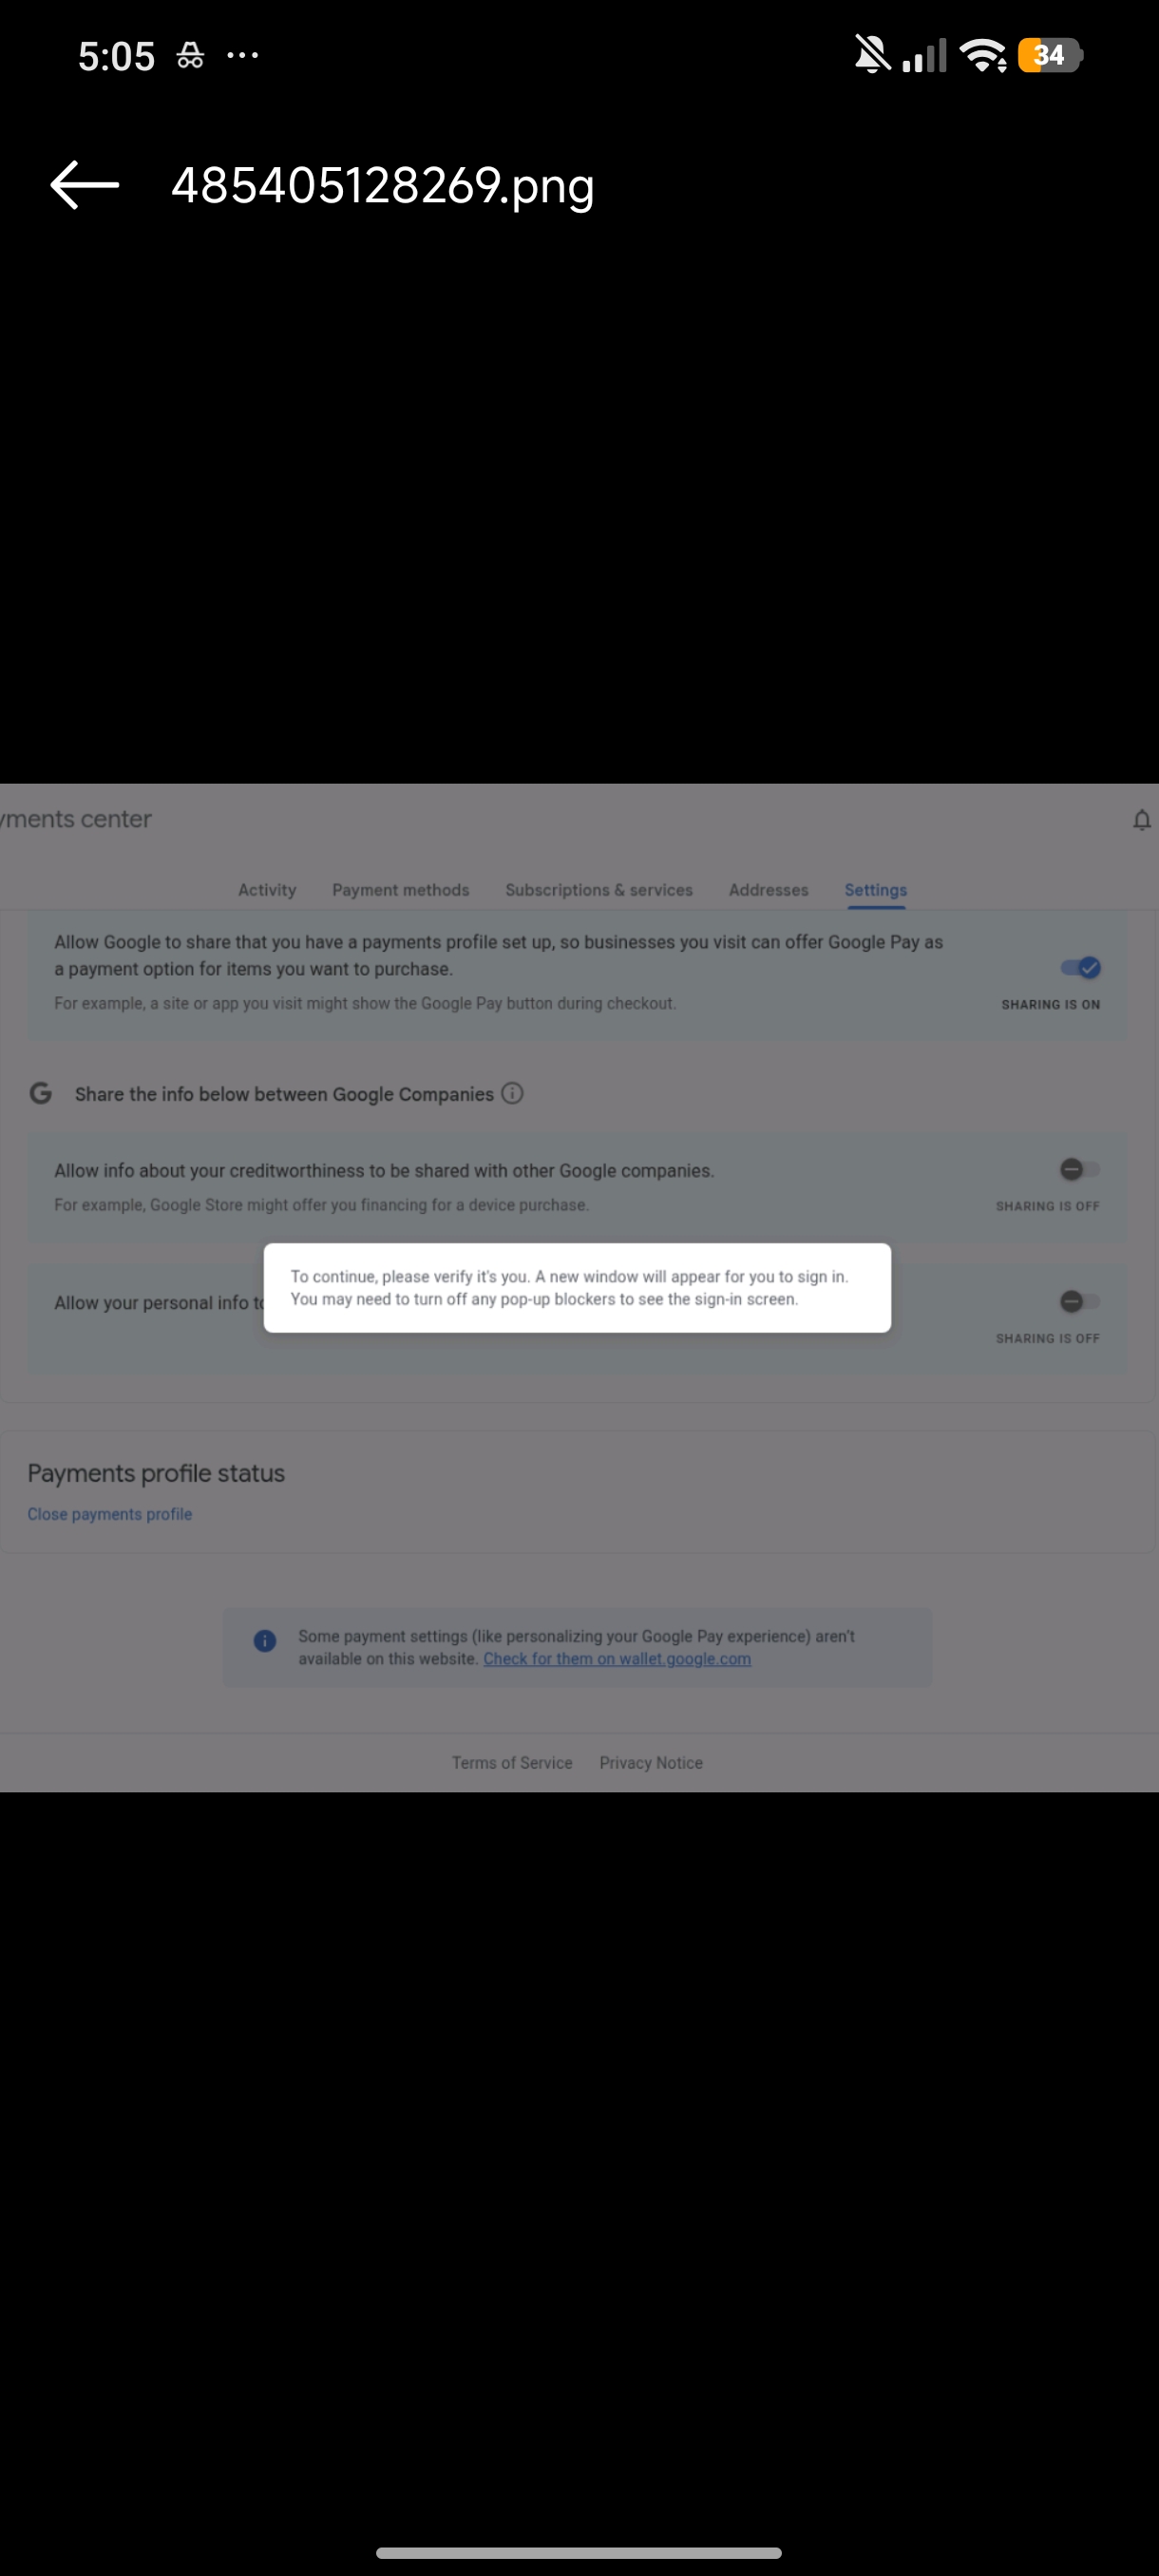 5:05
34
485405128269.png
yments center
Activity Payment methods Subscriptions & services Addresses Settings
Allow Google to share that you have a payments profile set up, so businesses you visit can offer Google Pay as
a payment option for items you want to purchase.
For example, a site or app you visit might show the Google Pay button during checkout.
SHARING IS ON
G Share the info below between Google Companies
Allow info about your creditworthiness to be shared with other Google companies.
For example, Google Store might offer you financing for a device purchase.
SHARING IS OFF
To continue, please verify it's you. A new window will appear for you to sign in.
You may need to turn off any pop-up blockers to see the sign-in screen.
Allow your personal info to
SHARING IS OFF
Payments profile status
Close payments profile
Some payment settings (like personalizing your Google Pay experience) aren't
available on this website. Check for them on wallet.google.com
Terms of Service Privacy Notice